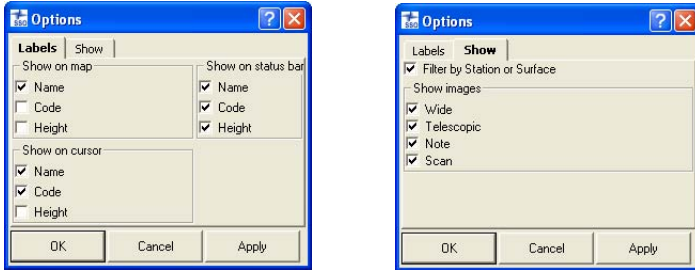 Options
Labels Show
Show on map
Name
Code
Height
Show on status bar
Name
Code
Height
Show on cursor
Name
Code
Height
OK Cancel Apply
Options
Labels Show
Filter by Station or Surface
Show images
Wide
Telescopic
Note
Scan
OK Cancel Apply